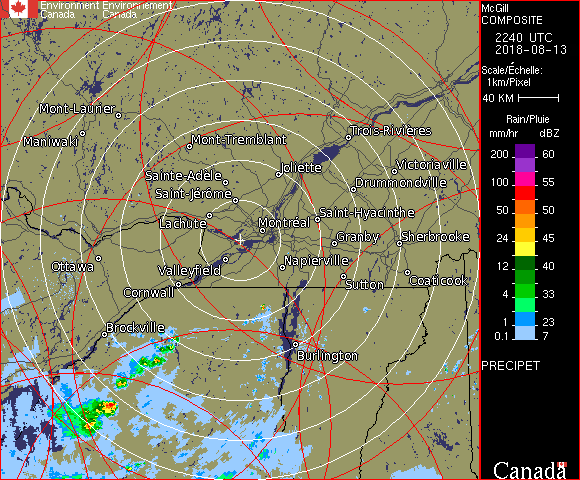 Environment Environnement
Canada Canada
McGill
COMPOSITE
2240 UTC
2018-08-13
Scale/Échelle:
1km/Pixel
40 KM
Rain/Pluie
mm/hr dBZ
200 60
150 57
100 55
50 50
24 45
12 40
4 33
1 23
0.1 7
PRECIPET
Canada
Mont-Laurier
Maniwaki
Mont-Tremblant
Trois-Rivières
Joliette
Victoriaville
Sainte-Adèle
Drummondville
Saint-Jérôme
Lachute
Saint-Hyacinthe
Montréal
Granby
Sherbrooke
Ottawa
Valleyfield
Napierville
Cornwall
Sutton
Coaticook
Brockville
Burlington